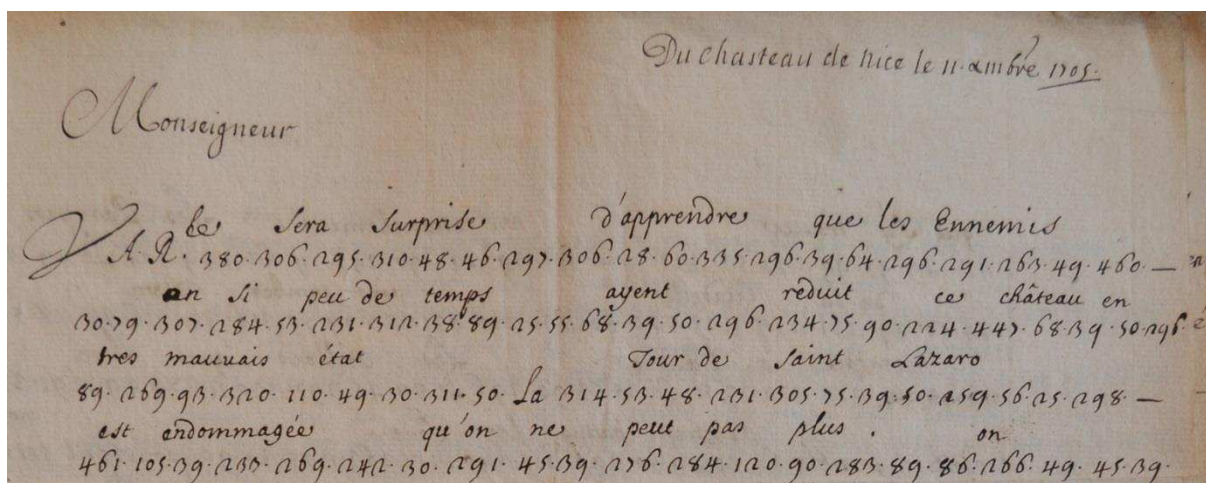 Du chasteau de Nice le 11. xmbre 1705.
Monseigneur
le sera surprise d'apprendre que les Ennemis
V. A. R. 380. 306. 295. 310. 48. 46. 297. 306. 28. 60. 335. 296. 39. 64. 296. 291. 263. 49. 460. —
en si peu de temps ayent reduit ce château en
30. 79. 307. 284. 53. 231. 312. 38. 89. 25. 55. 68. 39. 50. 296. 234. 75. 90. 224. 447. 68. 39. 50. 296.
tres mauvais état Tour de Saint Lazaro
89. 269. 93. 320. 110. 49. 30. 311. 50. La 314. 53. 48. 231. 305. 75. 39. 50. 259. 56. 25. 298. —
est endommagée qu'on ne peut pas plus. on
461. 105. 39. 237. 269. 242. 30. 291. 45. 39. 276. 284. 120. 90. 283. 89. 86. 266. 49. 45. 39.